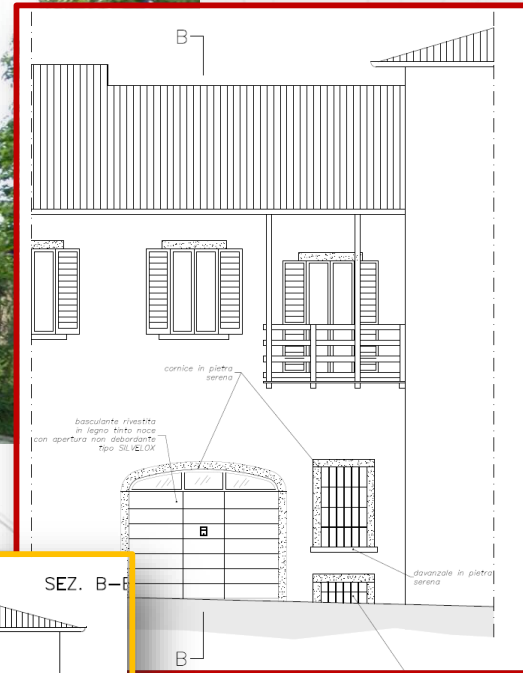 B
cornice in pietra
serena
basculante rivestita
in legno tinto noce
con apertura non debordante
tipo SILVELOX
davanzale in pietra
serena
SEZ. B-B
B